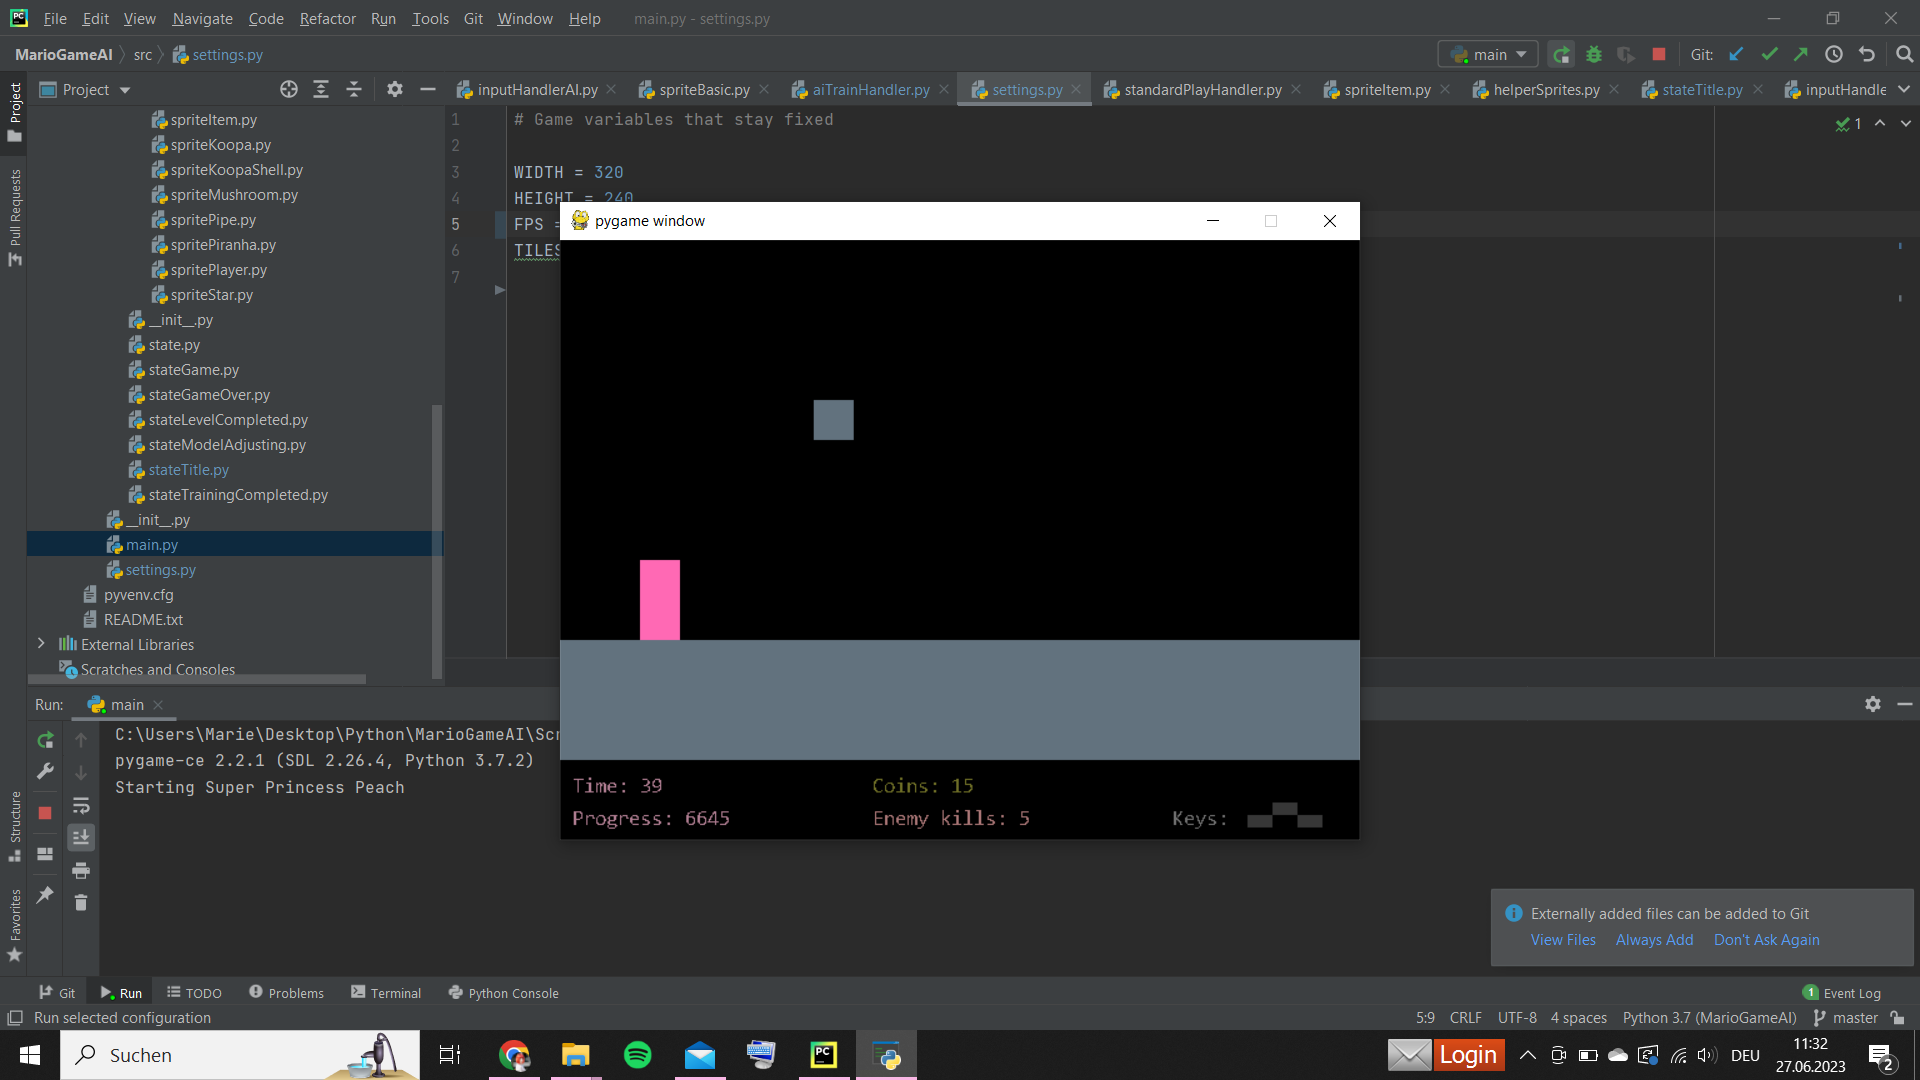 PC File Edit View Navigate Code Refactor Run Tools Git Window Help main.py - settings.py
MarioGameAI src settings.py main Git:
Project inputHandlerAI.py spriteBasic.py aiTrainHandler.py settings.py standardPlayHandler.py spriteItem.py helperSprites.py stateTitle.py inputHandle
Project
Pull Requests
Structure
Favorites
spriteItem.py
spriteKoopa.py
spriteKoopaShell.py
spriteMushroom.py
spritePipe.py
spritePiranha.py
spritePlayer.py
spriteStar.py
__init__.py
state.py
stateGame.py
stateGameOver.py
stateLevelCompleted.py
stateModelAdjusting.py
stateTitle.py
stateTrainingCompleted.py
__init__.py
main.py
settings.py
pyvenv.cfg
README.txt
External Libraries
Scratches and Consoles
1 # Game variables that stay fixed
2
3 WIDTH = 320
4 HEIGHT = 240
5 FPS =
6 TILES
7
1
pygame window
Time: 39 Coins: 15
Progress: 6645 Enemy kills: 5 Keys:
Run: main
C:\Users\Marie\Desktop\Python\MarioGameAI\Scr
pygame-ce 2.2.1 (SDL 2.26.4, Python 3.7.2)
Starting Super Princess Peach
Externally added files can be added to Git
View Files Always Add Don't Ask Again
Git Run TODO Problems Terminal Python Console 1 Event Log
Run selected configuration 5:9 CRLF UTF-8 4 spaces Python 3.7 (MarioGameAI) master
Suchen PC Login DEU 11:32
27.06.2023 2